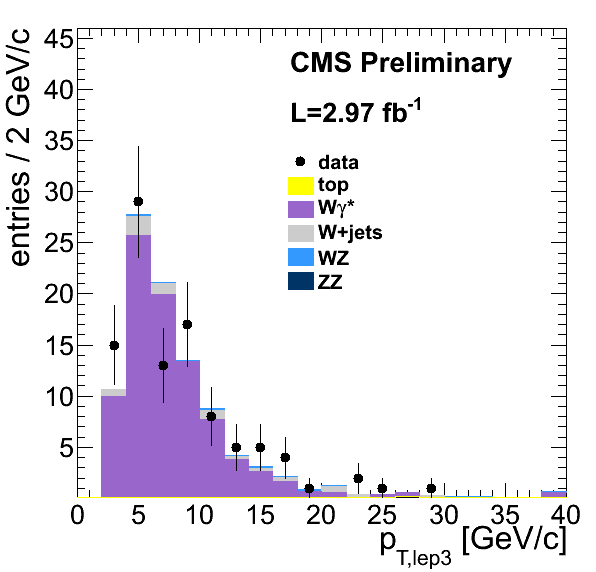 entries / 2 GeV/c
45
40
35
30
25
20
15
10
5
CMS Preliminary
L=2.97 fb⁻¹
data
top
Wγ*
W+jets
WZ
ZZ
0 5 10 15 20 25 30 35 40
p_T,lep3 [GeV/c]